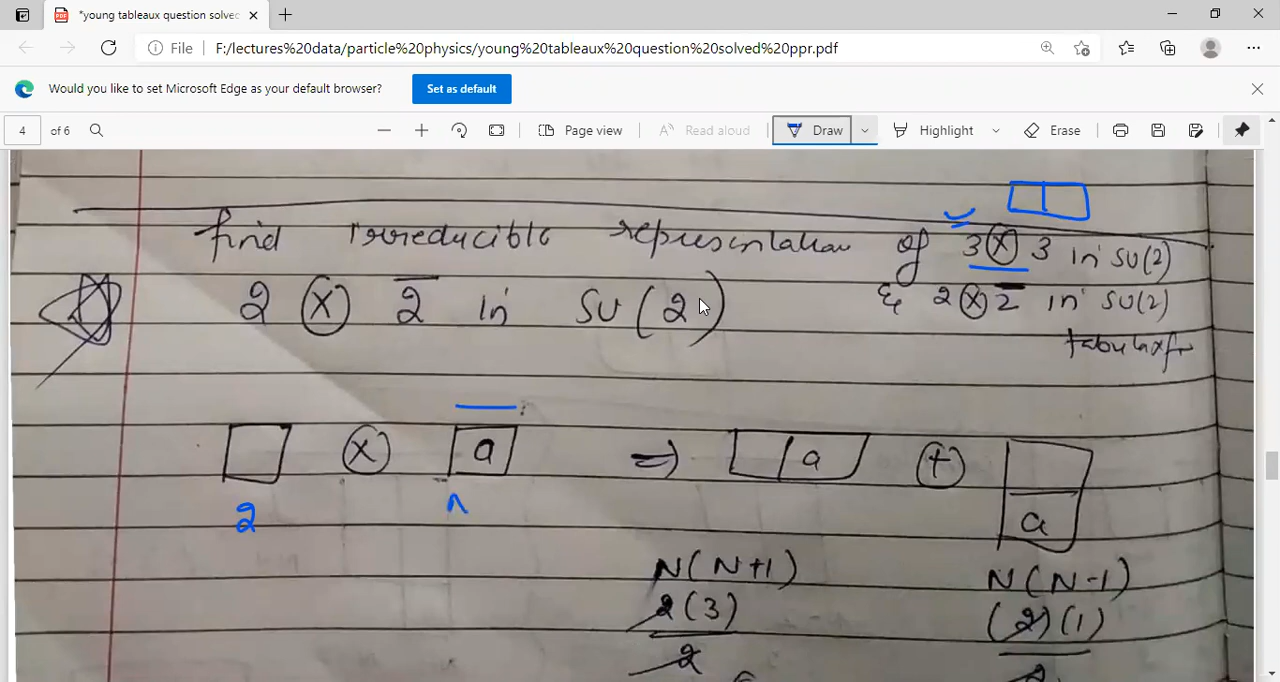 *young tableaux question solved
File F:/lectures%20data/particle%20physics/young%20tableaux%20question%20solved%20ppr.pdf
Would you like to set Microsoft Edge as your default browser? Set as default
4 of 6 Page view Read aloud Draw Highlight Erase
find irreducible representation of 3 ⊗ 3 in SU(2)
2 ⊗ 2̅ in SU(2) & 2 ⊗ 2̅ in SU(2)
⊗ a ⇒ a ⊕ a
2
N(N+1) N(N-1)
2(3) (2)(1)
2 2